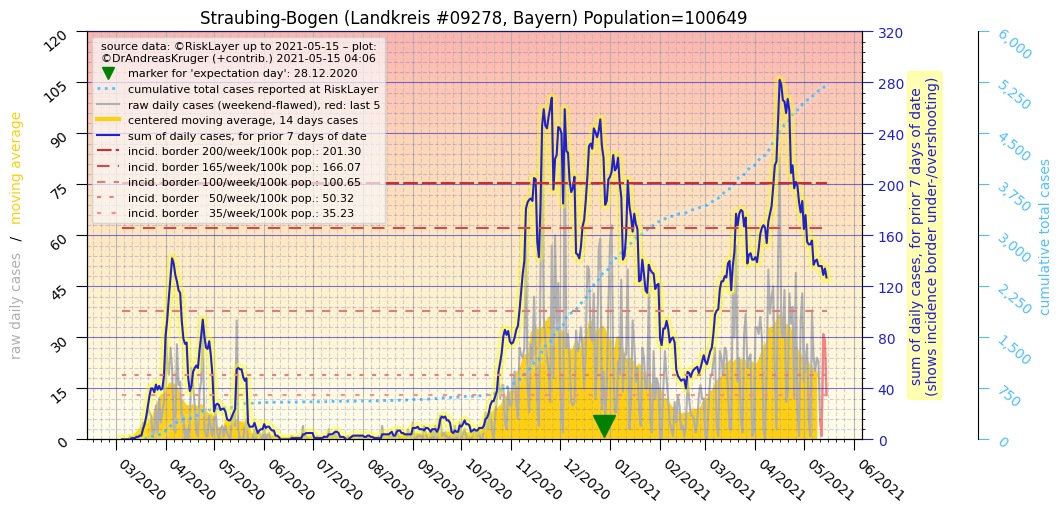 Straubing-Bogen (Landkreis #09278, Bayern) Population=100649
source data: ©RiskLayer up to 2021-05-15 – plot:
©DrAndreasKruger (+contrib.) 2021-05-15 04:06
marker for 'expectation day': 28.12.2020
cumulative total cases reported at RiskLayer
raw daily cases (weekend-flawed), red: last 5
centered moving average, 14 days cases
sum of daily cases, for prior 7 days of date
incid. border 200/week/100k pop.: 201.30
incid. border 165/week/100k pop.: 166.07
incid. border 100/week/100k pop.: 100.65
incid. border   50/week/100k pop.: 50.32
incid. border   35/week/100k pop.: 35.23
raw daily cases / moving average
120
105
90
75
60
45
30
15
0
320
280
240
200
160
120
80
40
0
sum of daily cases, for prior 7 days of date
(shows incidence border under-/overshooting)
6,000
5,250
4,500
3,750
3,000
2,250
1,500
750
0
cumulative total cases
03/2020
04/2020
05/2020
06/2020
07/2020
08/2020
09/2020
10/2020
11/2020
12/2020
01/2021
02/2021
03/2021
04/2021
05/2021
06/2021